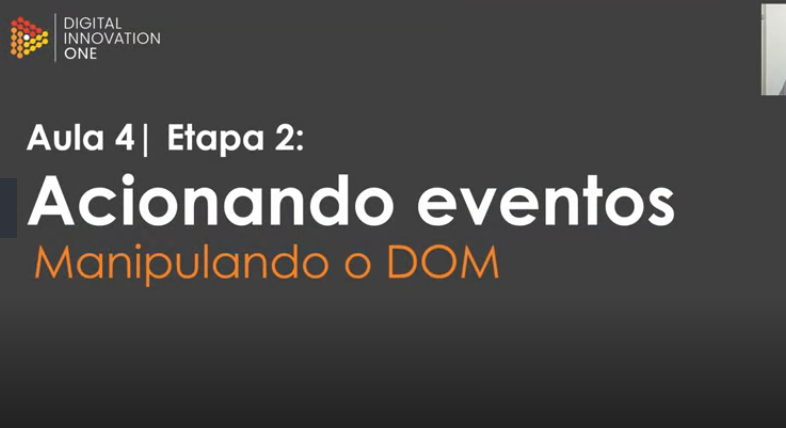 DIGITAL
INNOVATION
ONE
Aula 4| Etapa 2:
Acionando eventos
Manipulando o DOM